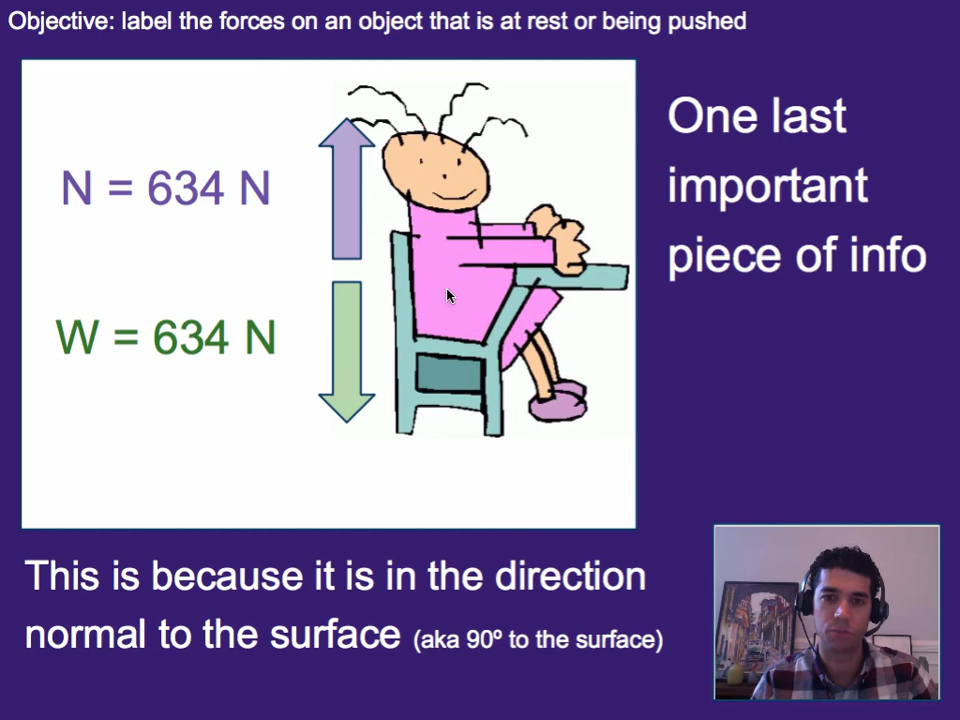 Objective: label the forces on an object that is at rest or being pushed
N = 634 N
W = 634 N
One last
important
piece of info
This is because it is in the direction
normal to the surface (aka 90º to the surface)